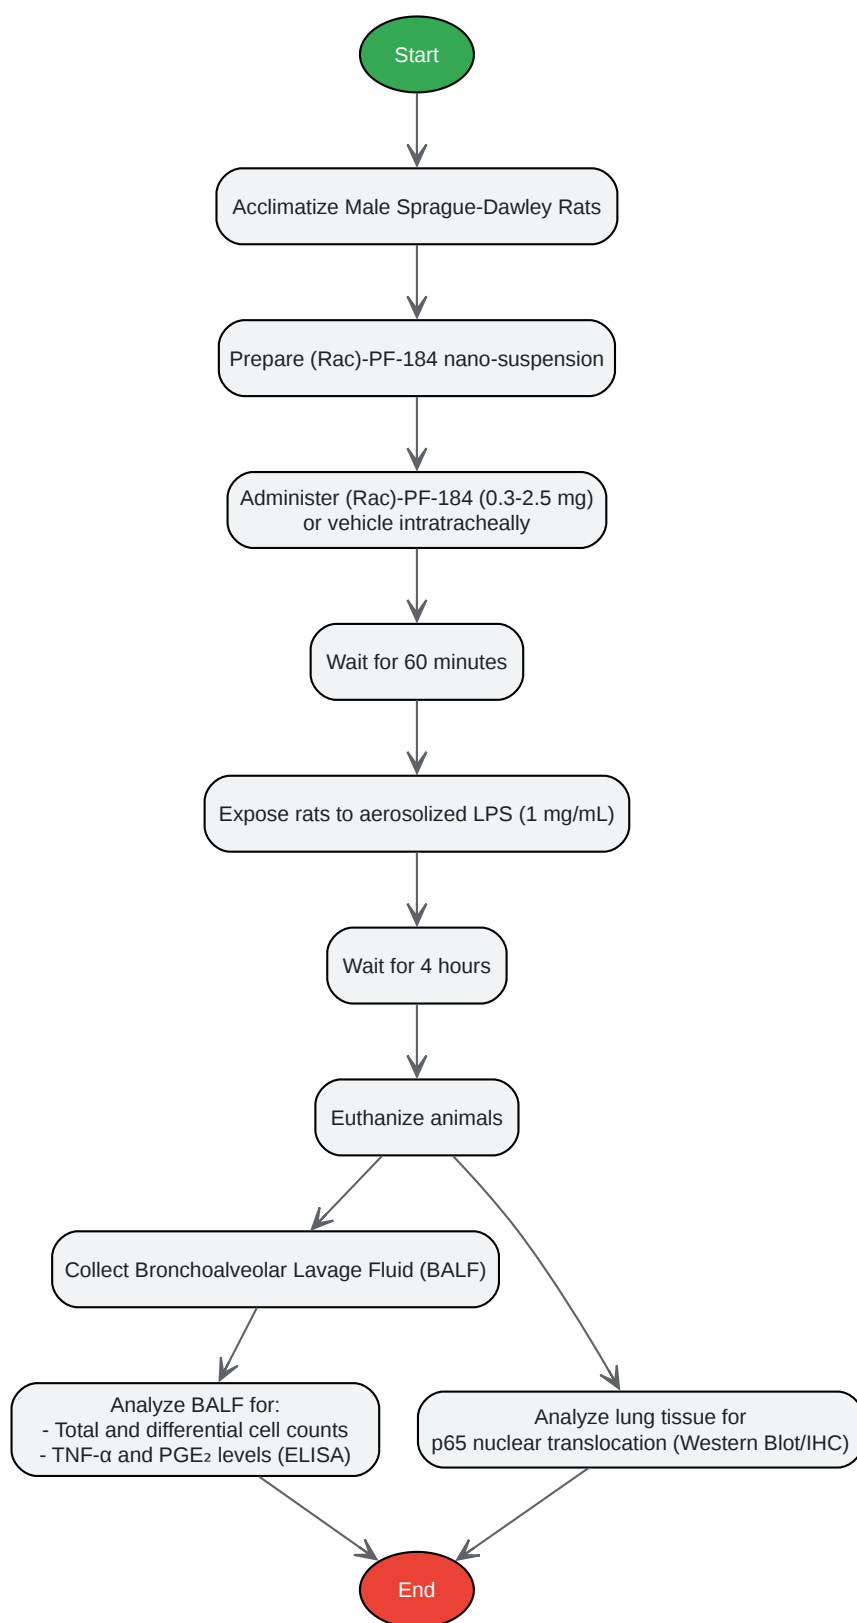 Start
Acclimatize Male Sprague-Dawley Rats
Prepare (Rac)-PF-184 nano-suspension
Administer (Rac)-PF-184 (0.3-2.5 mg)
or vehicle intratracheally
Wait for 60 minutes
Expose rats to aerosolized LPS (1 mg/mL)
Wait for 4 hours
Euthanize animals
Collect Bronchoalveolar Lavage Fluid (BALF)
Analyze BALF for:
- Total and differential cell counts
- TNF-α and PGE₂ levels (ELISA)
Analyze lung tissue for
p65 nuclear translocation (Western Blot/IHC)
End